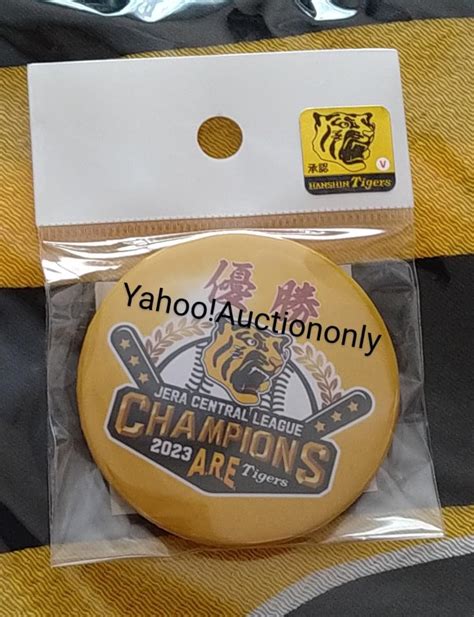 承認
V
HANSHIN Tigers
優勝
Yahoo!Auctiononly
JERA CENTRAL LEAGUE
CHAMPIONS
2023
ARE
Tigers